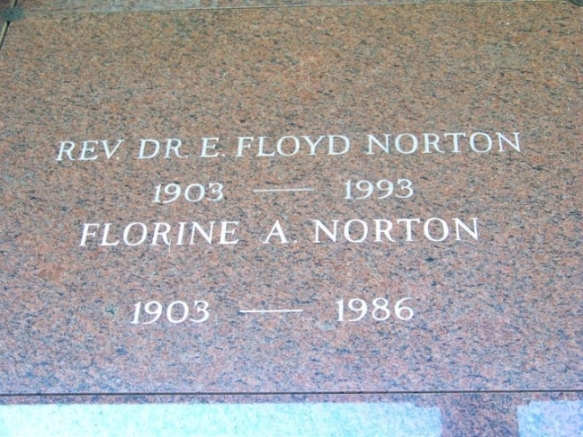 REV. DR. E. FLOYD NORTON
1903 — 1993
FLORINE A. NORTON
1903 — 1986